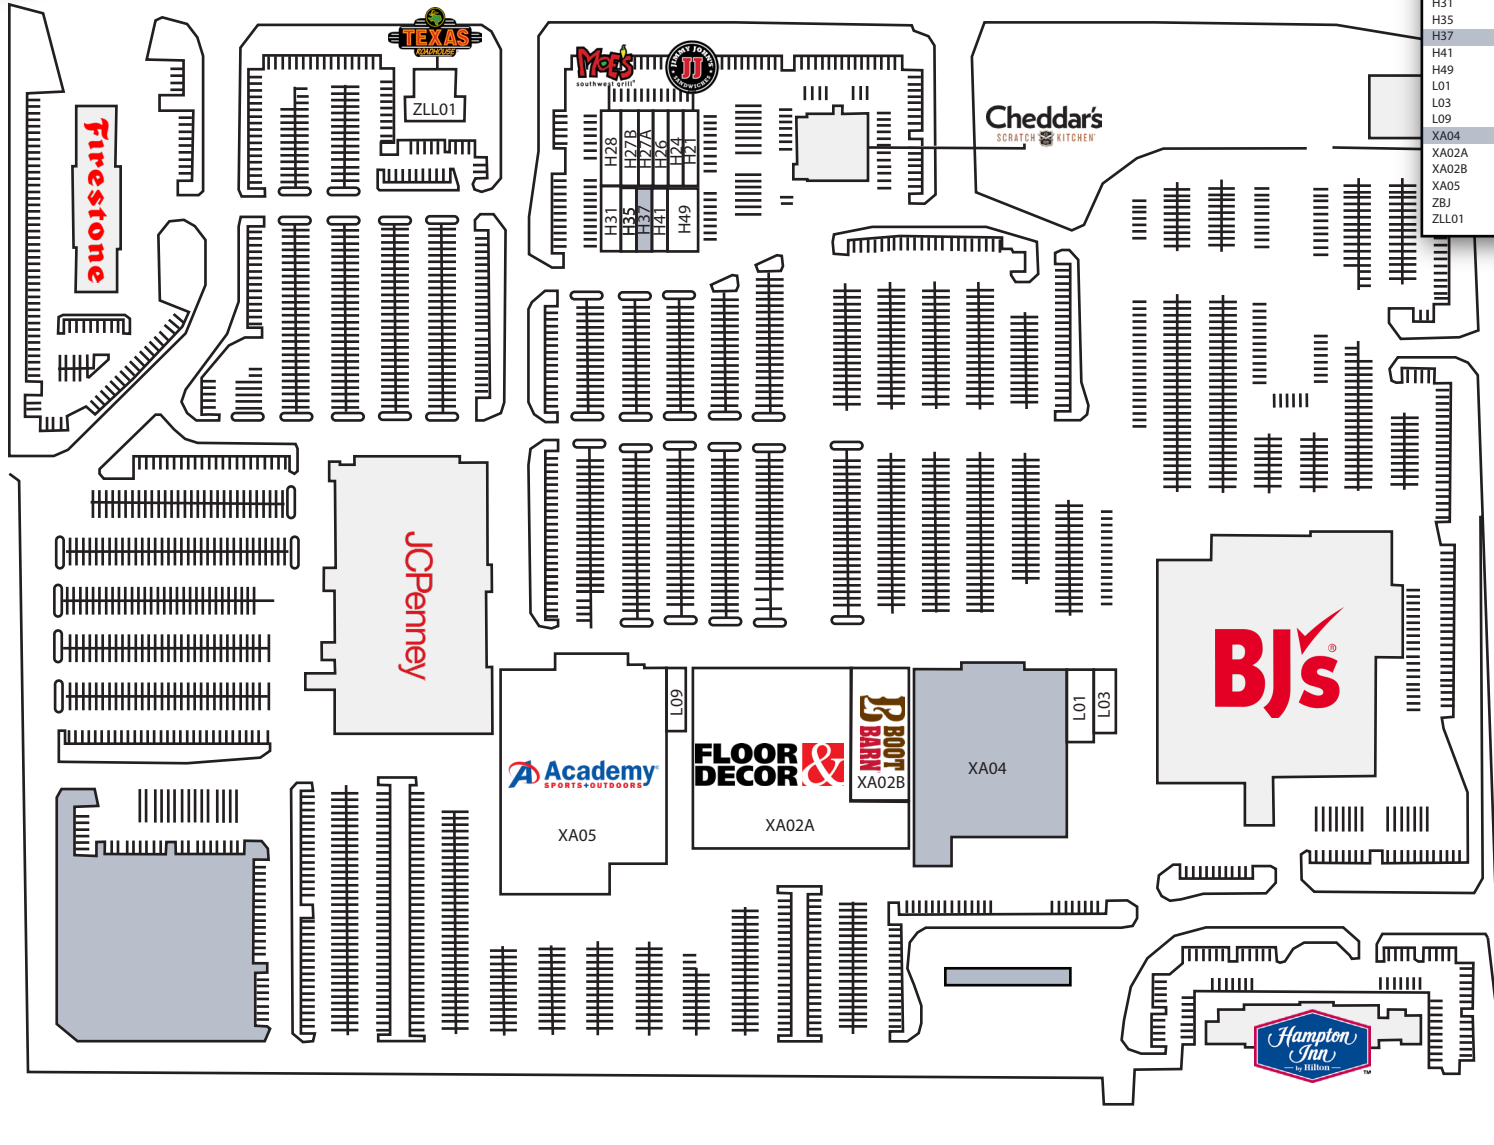 TEXAS
ROADHOUSE
ZLL01
MOE'S
southwest grill®
JIMMY JOHN'S
JJ
SANDWICHES
H28
H27B
H27A
H26
H24
H21
H31
H35
H37
H41
H49
Cheddar's
SCRATCH KITCHEN
H31
H35
H37
H41
H49
L01
L03
L09
XA04
XA02A
XA02B
XA05
ZBJ
ZLL01
Firestone
JCPenney
Academy
SPORTS+OUTDOORS
XA05
L09
FLOOR &
DECOR
XA02A
BOOT
BARN
XA02B
XA04
L01
L03
BJ's®
Hampton
Inn
by Hilton
™